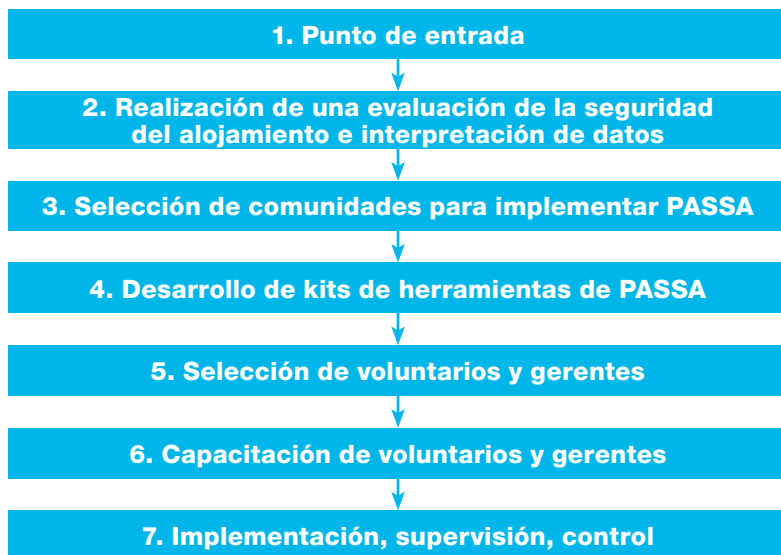 1. Punto de entrada
2. Realización de una evaluación de la seguridad
del alojamiento e interpretación de datos
3. Selección de comunidades para implementar PASSA
4. Desarrollo de kits de herramientas de PASSA
5. Selección de voluntarios y gerentes
6. Capacitación de voluntarios y gerentes
7. Implementación, supervisión, control